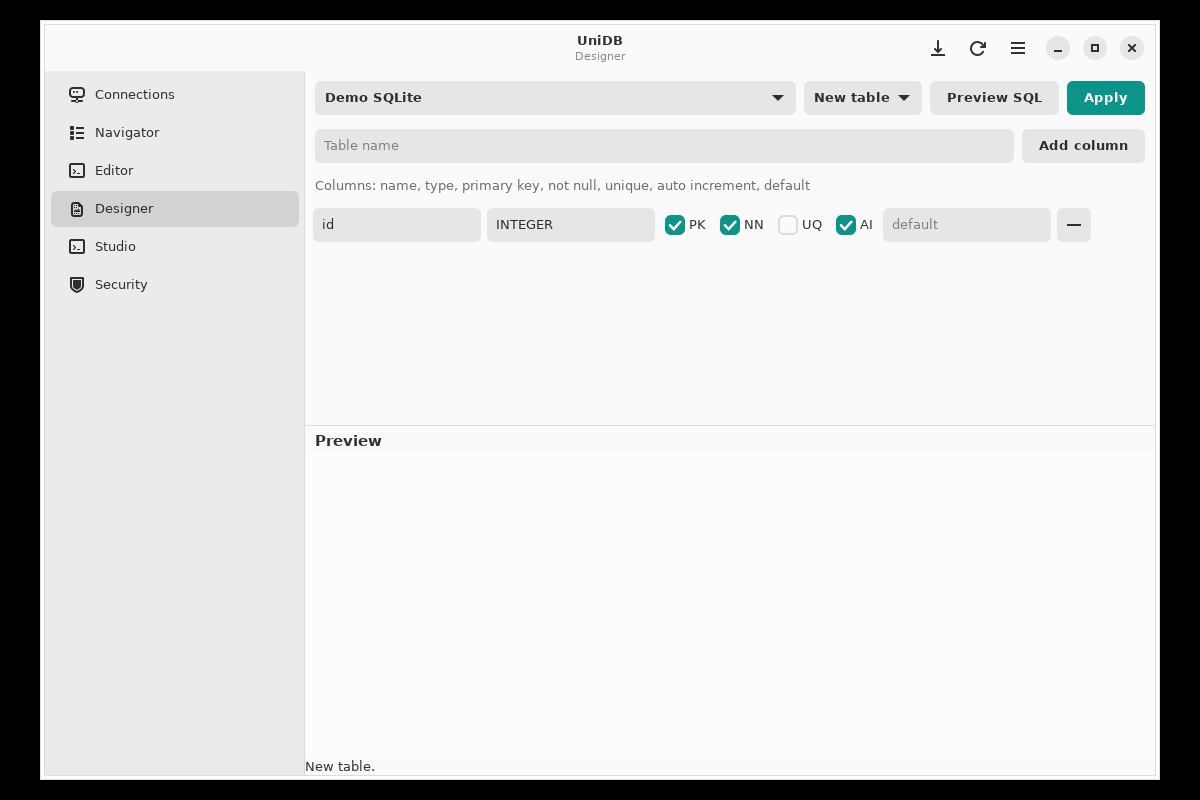 UniDB
Designer
Connections
Navigator
Editor
Designer
Studio
Security
Demo SQLite
New table
Preview SQL
Apply
Table name
Add column
Columns: name, type, primary key, not null, unique, auto increment, default
id
INTEGER
PK
NN
UQ
AI
default
Preview
New table.